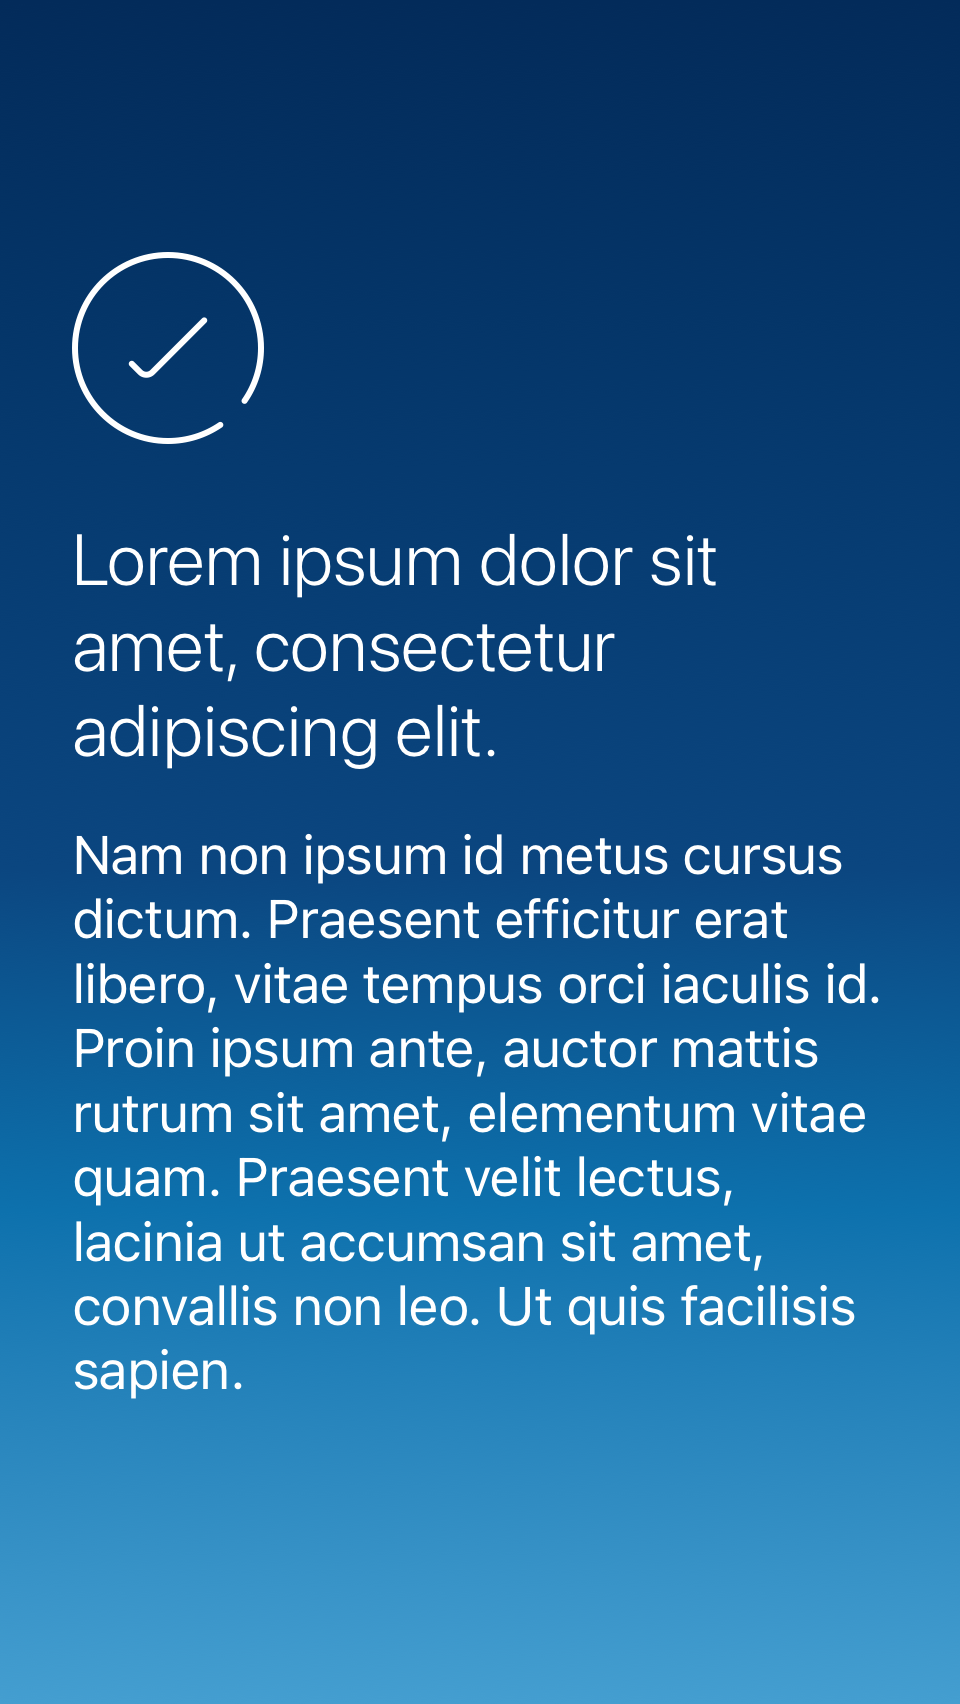 Lorem ipsum dolor sit
amet, consectetur
adipiscing elit.
Nam non ipsum id metus cursus
dictum. Praesent efficitur erat
libero, vitae tempus orci iaculis id.
Proin ipsum ante, auctor mattis
rutrum sit amet, elementum vitae
quam. Praesent velit lectus,
lacinia ut accumsan sit amet,
convallis non leo. Ut quis facilisis
sapien.